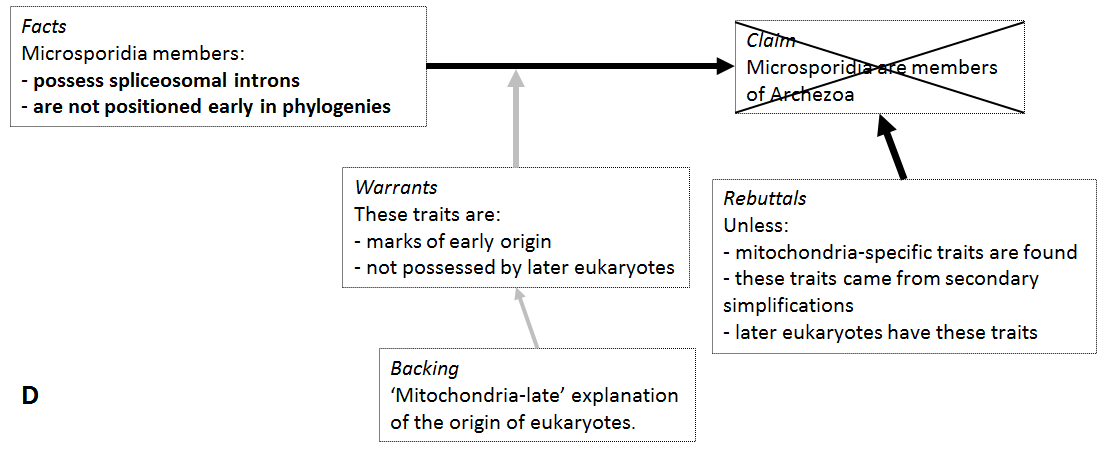 Facts
Microsporidia members:
- possess spliceosomal introns
- are not positioned early in phylogenies
Claim
Microsporidia are members
of Archezoa
Warrants
These traits are:
- marks of early origin
- not possessed by later eukaryotes
Rebuttals
Unless:
- mitochondria-specific traits are found
- these traits came from secondary
simplifications
- later eukaryotes have these traits
Backing
‘Mitochondria-late’ explanation
of the origin of eukaryotes.
D